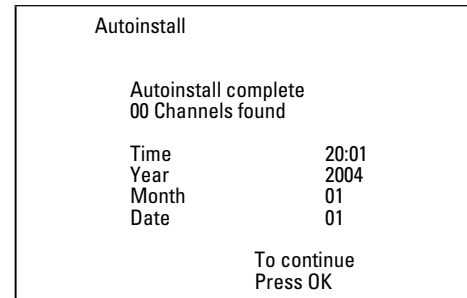 Autoinstall
Autoinstall complete
00 Channels found
Time 20:01
Year 2004
Month 01
Date 01
To continue
Press OK